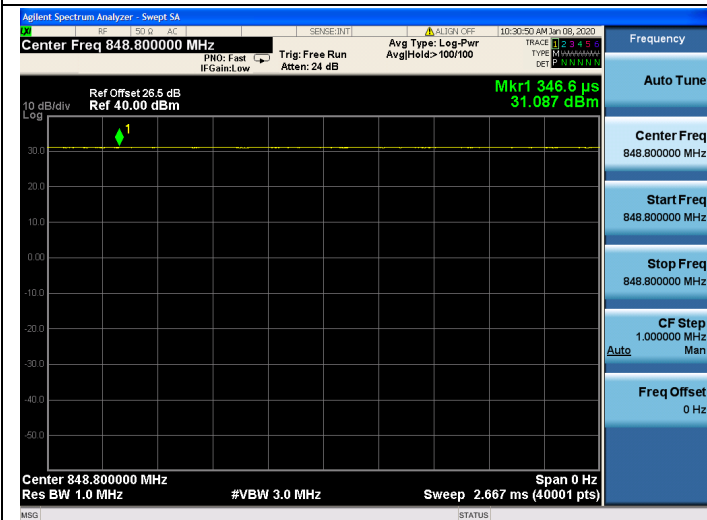 Agilent Spectrum Analyzer - Swept SA
RF 50 Ω AC SENSE:INT ALIGN OFF 10:30:50 AM Jan 08, 2020
Center Freq 848.800000 MHz
PNO: Fast
IFGain:Low
Trig: Free Run
Atten: 24 dB
Avg Type: Log-Pwr
Avg|Hold:>100/100
TRACE 1 2 3 4 5 6
TYPE M
DET P N N N N N
Ref Offset 26.5 dB
Ref 40.00 dBm
10 dB/div
Log
Mkr1 346.6 µs
31.087 dBm
1
30.0
20.0
10.0
0.00
-10.0
-20.0
-30.0
-40.0
-50.0
Center 848.800000 MHz
Span 0 Hz
Res BW 1.0 MHz
#VBW 3.0 MHz
Sweep 2.667 ms (40001 pts)
MSG
STATUS
Frequency
Auto Tune
Center Freq
848.800000 MHz
Start Freq
848.800000 MHz
Stop Freq
848.800000 MHz
CF Step
1.000000 MHz
Auto Man
Freq Offset
0 Hz